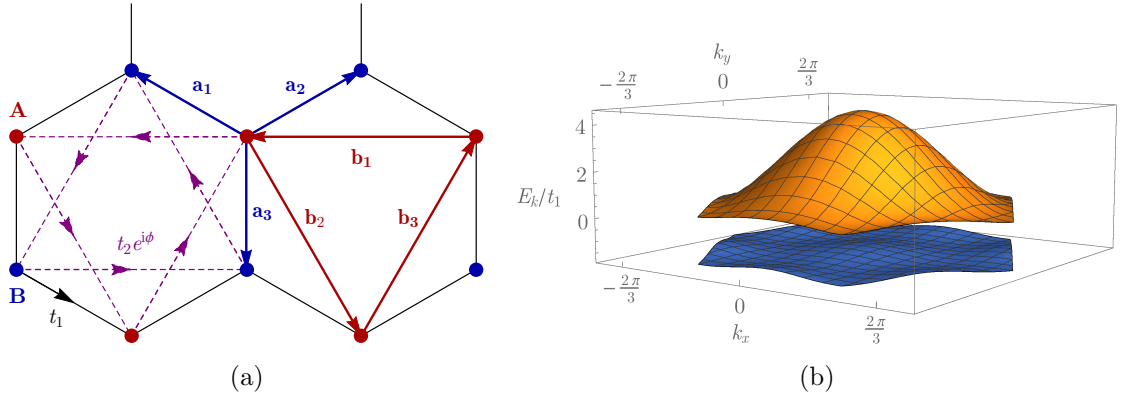 a₁
a₂
A
b₁
a₃
b₂
b₃
t₂e^{iϕ}
B
t₁
(a)
k_y
−2π/3
0
2π/3
4
2
0
E_k/t₁
−2π/3
0
2π/3
k_x
(b)